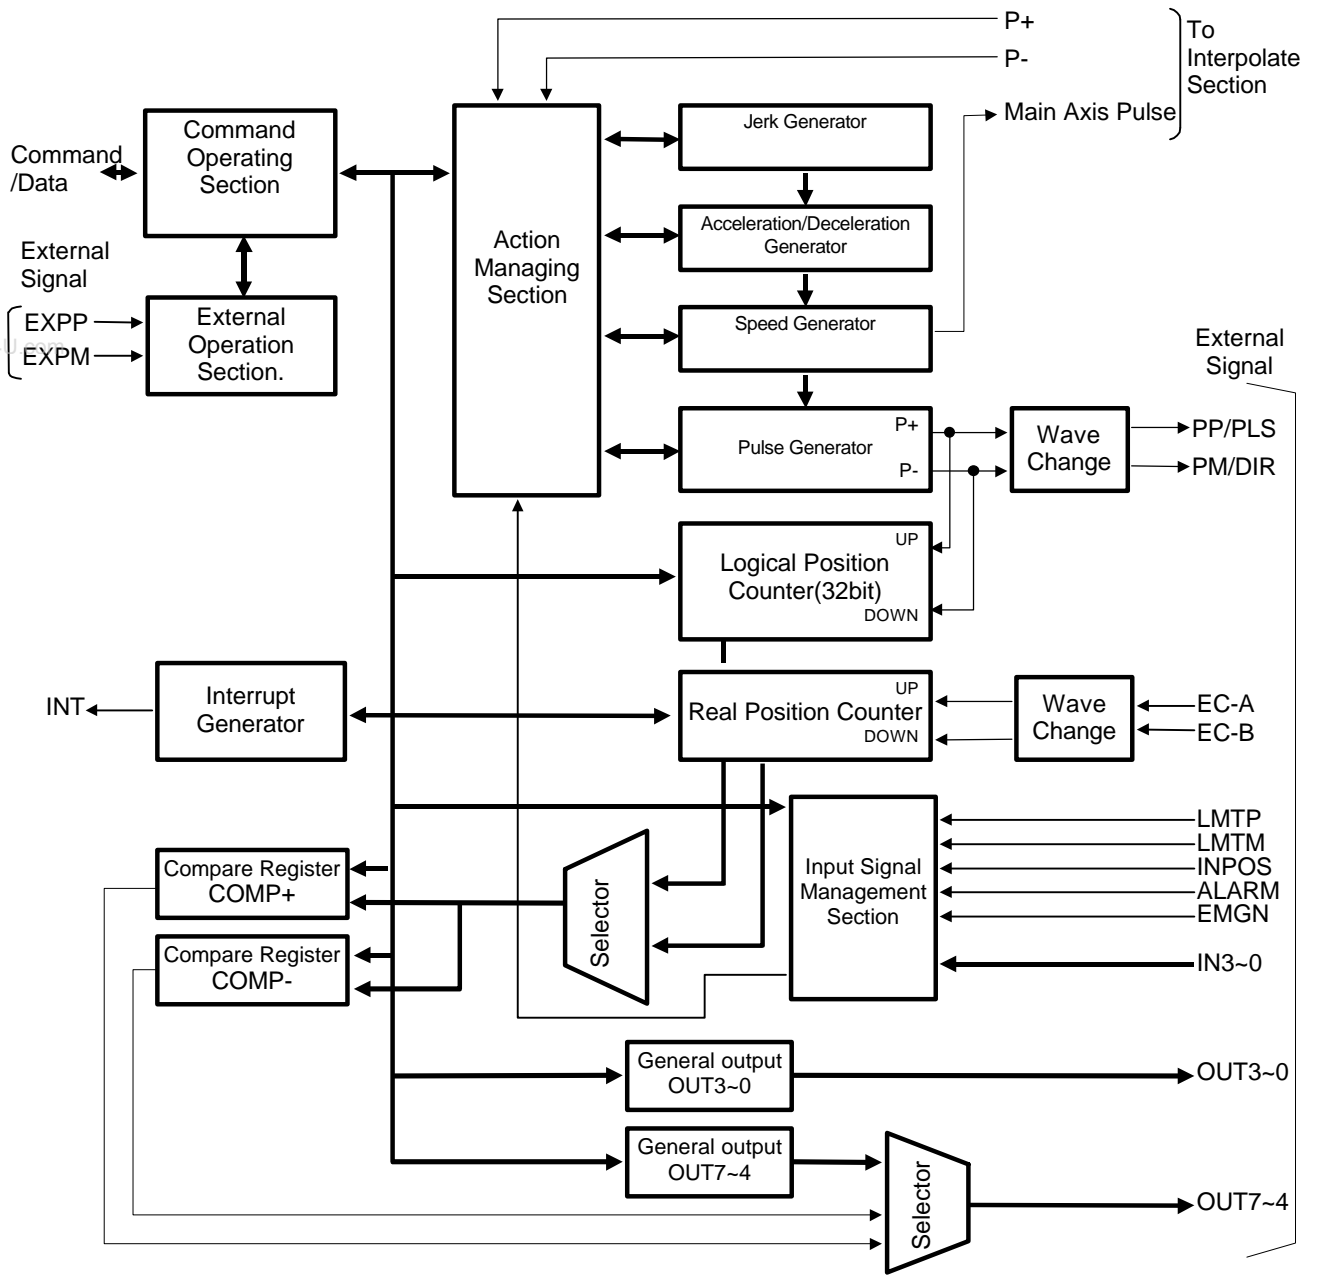 P+
P-
Main Axis Pulse
To
Interpolate
Section
Command
/Data
Command
Operating
Section
External
Signal
EXPP
EXPM
External
Operation
Section.
Action
Managing
Section
Jerk Generator
Acceleration/Deceleration
Generator
Speed Generator
Pulse Generator
P+
P-
Wave
Change
External
Signal
PP/PLS
PM/DIR
UP
Logical Position
Counter(32bit)
DOWN
INT
Interrupt
Generator
UP
Real Position Counter
DOWN
Wave
Change
EC-A
EC-B
Compare Register
COMP+
Compare Register
COMP-
Selector
Input Signal
Management
Section
LMTP
LMTM
INPOS
ALARM
EMGN
IN3~0
General output
OUT3~0
OUT3~0
General output
OUT7~4
Selector
OUT7~4